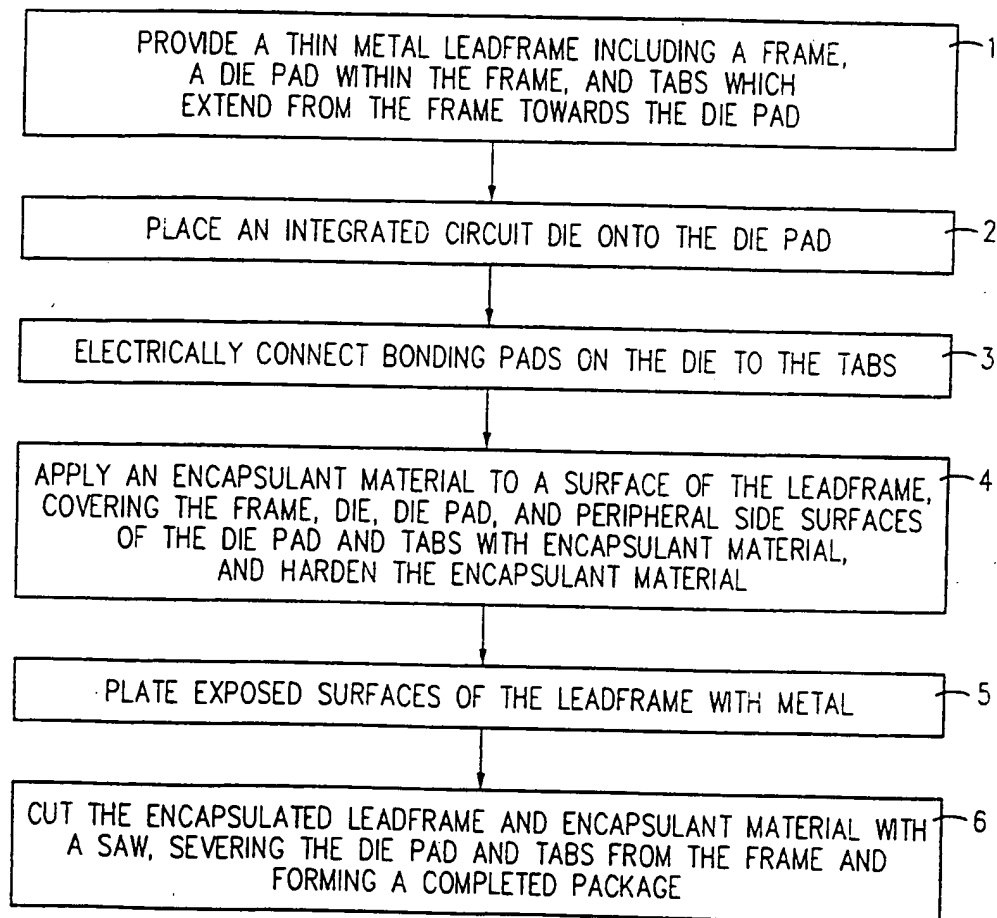 PROVIDE A THIN METAL LEADFRAME INCLUDING A FRAME,
A DIE PAD WITHIN THE FRAME, AND TABS WHICH
EXTEND FROM THE FRAME TOWARDS THE DIE PAD
1
PLACE AN INTEGRATED CIRCUIT DIE ONTO THE DIE PAD
2
ELECTRICALLY CONNECT BONDING PADS ON THE DIE TO THE TABS
3
APPLY AN ENCAPSULANT MATERIAL TO A SURFACE OF THE LEADFRAME,
COVERING THE FRAME, DIE, DIE PAD, AND PERIPHERAL SIDE SURFACES
OF THE DIE PAD AND TABS WITH ENCAPSULANT MATERIAL,
AND HARDEN THE ENCAPSULANT MATERIAL
4
PLATE EXPOSED SURFACES OF THE LEADFRAME WITH METAL
5
CUT THE ENCAPSULATED LEADFRAME AND ENCAPSULANT MATERIAL WITH
A SAW, SEVERING THE DIE PAD AND TABS FROM THE FRAME AND
FORMING A COMPLETED PACKAGE
6